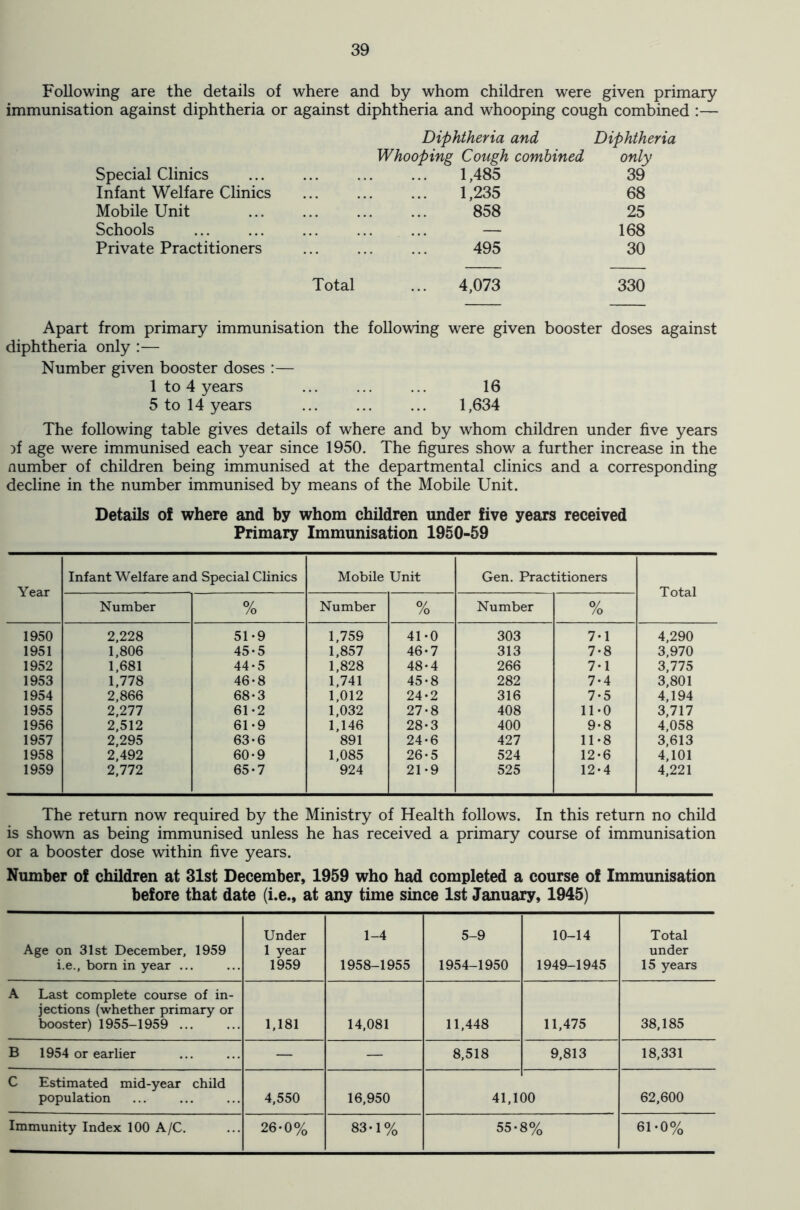 39
Following are the details of where and by whom children were given primary
immunisation against diphtheria or against diphtheria and whooping cough combined :—
Diphtheria and Diphtheria
Whooping Cough combined only
Special Clinics ... ... ... ... 1,485 39
Infant Welfare Clinics ... ... ... 1,235 68
Mobile Unit ... ... ... ... 858 25
Schools ... ... ... ... ... — 168
Private Practitioners ... ... ... 495 30
Total ... 4,073 330
Apart from primary immunisation the following were given booster doses against
diphtheria only :—
Number given booster doses :—
1 to 4 years ... ... ... 16
5 to 14 years ... ... ... 1,634
The following table gives details of where and by whom children under five years
of age were immunised each year since 1950. The figures show a further increase in the
number of children being immunised at the departmental clinics and a corresponding
decline in the number immunised by means of the Mobile Unit.
Details of where and by whom children under five years received
Primary Immunisation 1950-59
Year Infant Welfare and Special Clinics Mobile Unit Gen. Practitioners Total
Number % Number % Number %
1950 2,228 51·9 1,759 41·0 303 7·1 4,290
1951 1,806 45·5 1,857 46·7 313 7·8 3,970
1952 1,681 44·5 1,828 48·4 266 7·1 3,775
1953 1,778 46·8 1,741 45·8 282 7·4 3,801
1954 2,866 68·3 1,012 24·2 316 7·5 4,194
1955 2,277 61·2 1,032 27·8 408 11·0 3,717
1956 2,512 61·9 1,146 28·3 400 9·8 4,058
1957 2,295 63·6 891 24·6 427 11·8 3,613
1958 2,492 60·9 1,085 26·5 524 12·6 4,101
1959 2,772 65·7 924 21·9 525 12·4 4,221
The return now required by the Ministry of Health follows. In this return no child
is shown as being immunised unless he has received a primary course of immunisation
or a booster dose within five years.
Number of children at 31st December, 1959 who had completed a course of Immunisation
before that date (i.e., at any time since 1st January, 1945)
Under 1-4 5-9 10-14 Total
Age on 31st December, 1959 1 year under
i.e., born in year ... ... 1959 1958-1955 1954-1950 1949-1945 15 years
A Last complete course of in-
jections (whether primary or
booster) 1955-1959 ... ... 1,181 14,081 11,448 11,475 38,185
B 1954 or earlier ... ... — — 8,518 9,813 18,331
C Estimated mid-year child
population ... ... ... 4,550 16,950 41,100 62,600
Immunity Index 100 A/C. ... 26·0% 83·1% 55·8% 61·0%